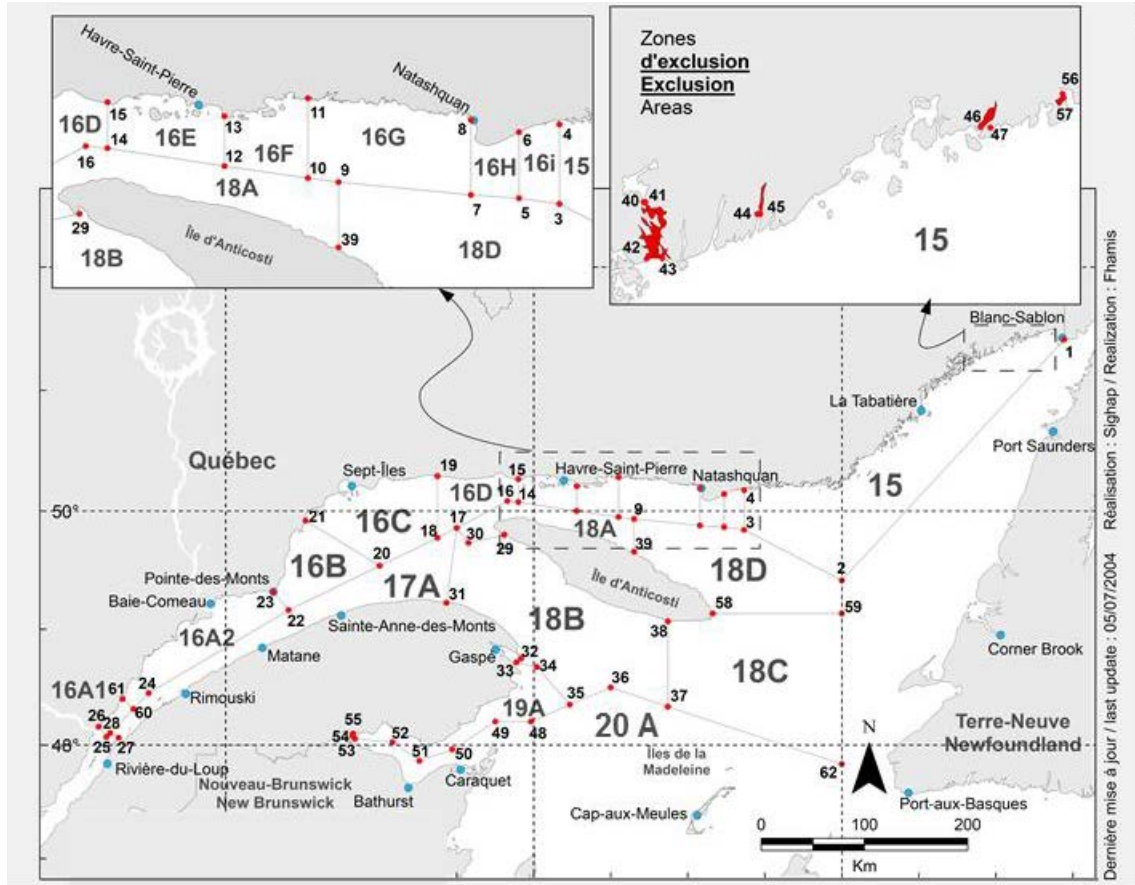 Havre-Saint-Pierre
Natashquan
15
16D
14
16
16E
13
12
16F
11
10
9
16G
8
7
16H
6
5
16i
4
3
15
18A
29
18B
Île d'Anticosti
39
18D
Zones
d'exclusion
Exclusion
Areas
56
57
46
47
40
41
42
43
44
45
15
Blanc-Sablon
1
La Tabatière
Port Saunders
15
Québec
Sept-Îles
19
15
Havre-Saint-Pierre
Natashquan
16D
16
14
4
50°
21
16C
18
17
30
29
18A
9
3
39
20
16B
17A
18D
2
Pointe-des-Monts
Baie-Comeau
23
22
31
Île d'Anticosti
58
59
16A2
Sainte-Anne-des-Monts
18B
38
Matane
Gaspé
32
33
34
Corner Brook
16A1
61
24
Rimouski
60
36
18C
35
37
26
28
25
27
19A
20 A
55
54
53
52
51
50
49
48
48°
Rivière-du-Loup
N
Terre-Neuve
Newfoundland
Îles de la
Madeleine
62
Nouveau-Brunswick
New Brunswick
Caraquet
Bathurst
Cap-aux-Meules
Port-aux-Basques
0
100
200
Km
Dernière mise à jour / last update : 05/07/2004 Réalisation : Sighap / Realization : Fhamis